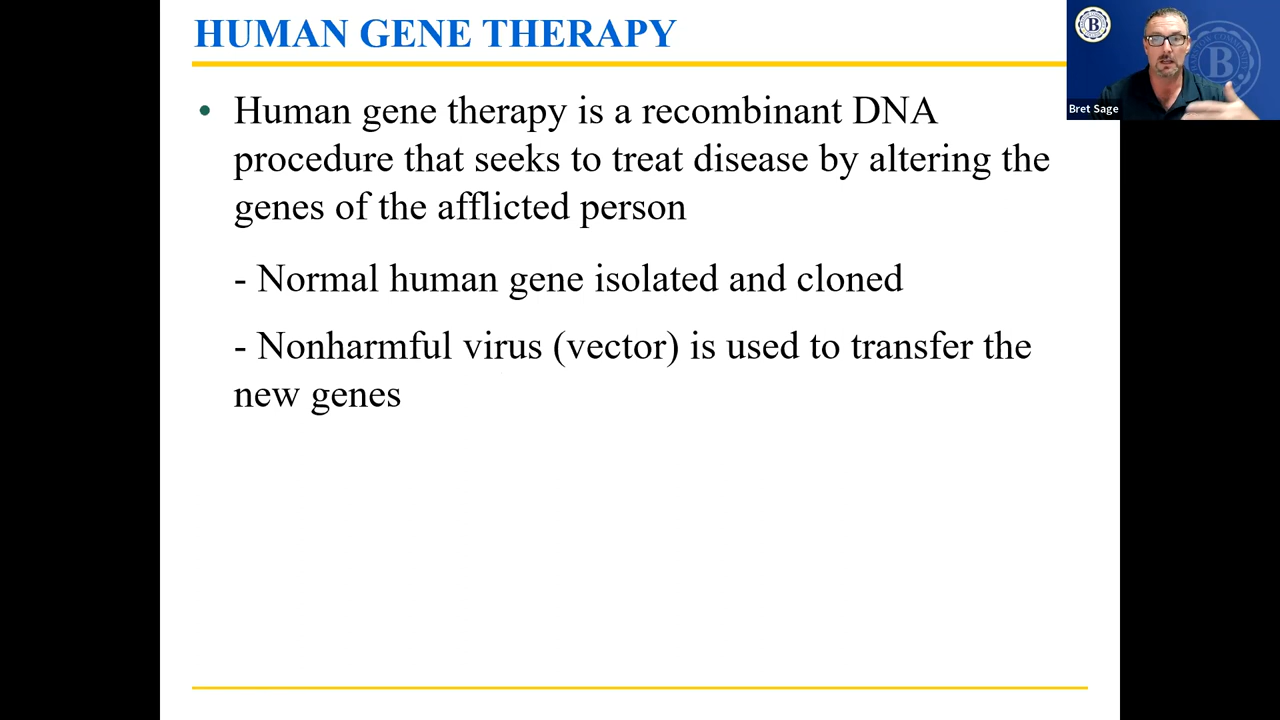 HUMAN GENE THERAPY
• Human gene therapy is a recombinant DNA
procedure that seeks to treat disease by altering the
genes of the afflicted person
- Normal human gene isolated and cloned
- Nonharmful virus (vector) is used to transfer the
new genes
B
B
Bret Sage